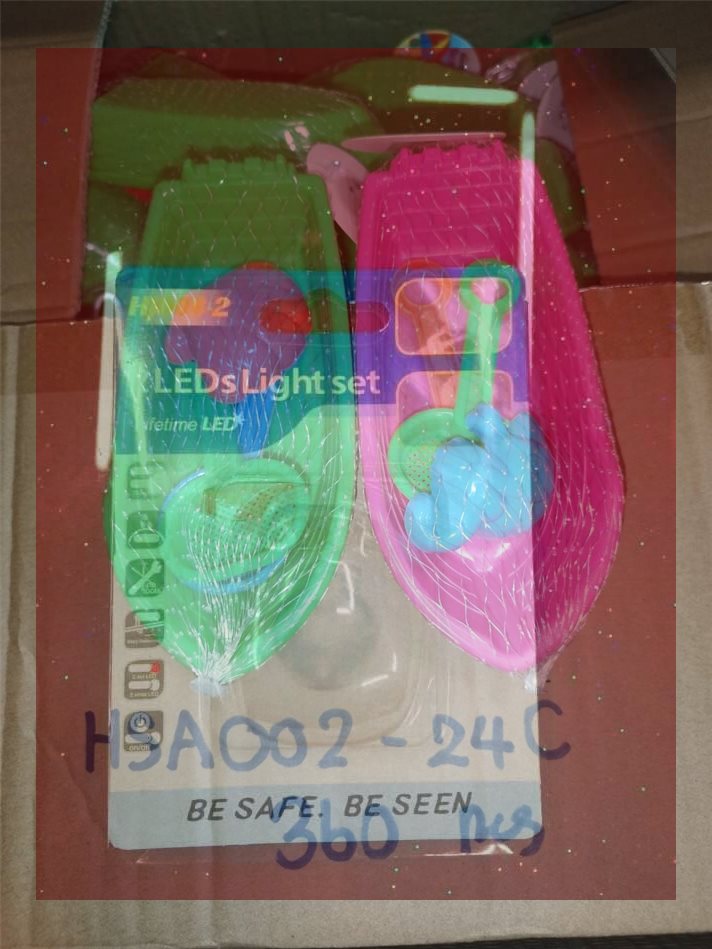 LEDs Light set
lifetime LED
HSA002-24C
BE SAFE. BE SEEN
360 pcs